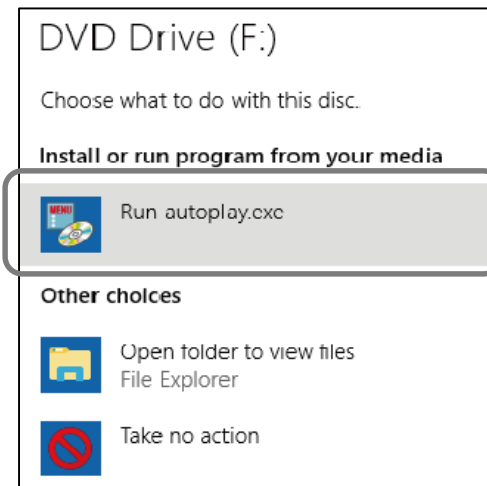 DVD Drive (F:)
Choose what to do with this disc.
Install or run program from your media
MENU
Run autoplay.exe
Other choices
Open folder to view files
File Explorer
Take no action